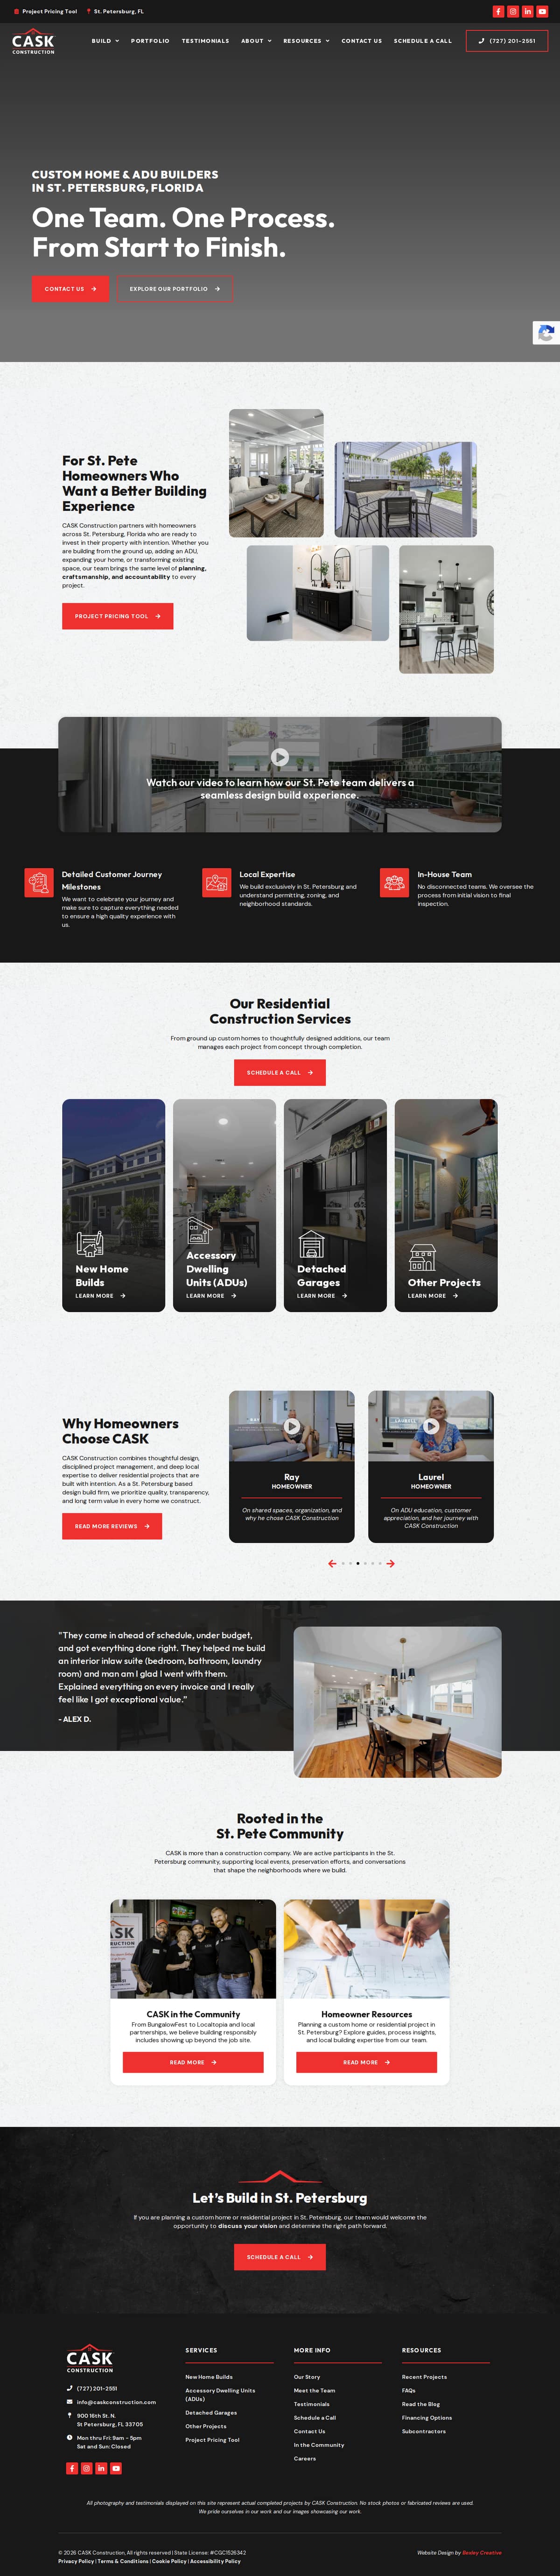 Project Pricing Tool
St. Petersburg, FL
CASK
CONSTRUCTION
BUILD
PORTFOLIO
TESTIMONIALS
ABOUT
RESOURCES
CONTACT US
SCHEDULE A CALL
(727) 201-2551
CUSTOM HOME & ADU BUILDERS
IN ST. PETERSBURG, FLORIDA
One Team. One Process.
From Start to Finish.
CONTACT US
EXPLORE OUR PORTFOLIO
For St. Pete
Homeowners Who
Want a Better Building
Experience
CASK Construction partners with homeowners
across St. Petersburg, Florida who are ready to
invest in their property with intention. Whether you
are building from the ground up, adding an ADU,
expanding your home, or transforming existing
space, our team brings the same level of planning,
craftsmanship, and accountability to every
project.
PROJECT PRICING TOOL
Watch our video to learn how our St. Pete team delivers a
seamless design build experience.
Detailed Customer Journey
Milestones
We want to celebrate your journey and
make sure to capture everything needed
to ensure a high quality experience with
us.
Local Expertise
We build exclusively in St. Petersburg and
understand permitting, zoning, and
neighborhood standards.
In-House Team
No disconnected teams. We oversee the
process from initial vision to final
inspection.
Our Residential
Construction Services
From ground up custom homes to thoughtfully designed additions, our team
manages each project from concept through completion.
SCHEDULE A CALL
New Home
Builds
LEARN MORE
Accessory
Dwelling
Units (ADUs)
LEARN MORE
Detached
Garages
LEARN MORE
Other Projects
LEARN MORE
Why Homeowners
Choose CASK
CASK Construction combines thoughtful design,
disciplined project management, and deep local
expertise to deliver residential projects that are
built with intention. As a St. Petersburg based
design build firm, we prioritize clarity, transparency,
and long term value in every home we construct.
READ MORE REVIEWS
RAY
Ray
HOMEOWNER
On shared spaces, organization, and
why he chose CASK Construction
LAURELL
Laurel
HOMEOWNER
On ADU education, customer
appreciation, and her journey with
CASK Construction
"They came in ahead of schedule, under budget,
and got everything done right. They helped me build
an interior inlaw suite (bedroom, bathroom, laundry
room) and man am I glad I went with them.
Explained everything on every invoice and I really
feel like I got exceptional value."
- ALEX D.
Rooted in the
St. Pete Community
CASK is more than a construction company. We are active participants in the St.
Petersburg community, supporting local events, preservation efforts, and conversations
that shape the neighborhoods where we build.
CASK in the Community
From BungalowFest to Localtopia and local
partnerships, we believe building responsibly
includes showing up beyond the job site.
READ MORE
Homeowner Resources
Planning a custom home or residential project in
St. Petersburg? Explore guides, process insights,
and local building expertise from our team.
READ MORE
Let's Build in St. Petersburg
If you are planning a custom home or residential project in St. Petersburg, our team would welcome the
opportunity to discuss your vision and determine the right path forward.
SCHEDULE A CALL
CASK
CONSTRUCTION
(727) 201-2551
info@caskconstruction.com
900 16th St. N.
St Petersburg, FL 33705
Mon thru Fri: 9am - 5pm
Sat and Sun: Closed
SERVICES
New Home Builds
Accessory Dwelling Units
(ADUs)
Detached Garages
Other Projects
Project Pricing Tool
MORE INFO
Our Story
Meet the Team
Testimonials
Schedule a Call
Contact Us
In the Community
Careers
RESOURCES
Recent Projects
FAQs
Read the Blog
Financing Options
Subcontractors
All photography and testimonials displayed on this site represent actual completed projects by CASK Construction. No stock photos or fabricated reviews are used.
We pride ourselves in our work and our images showcasing our work.
© 2026 CASK Construction, All rights reserved | State License: #CGC1526342
Privacy Policy | Terms & Conditions | Cookie Policy | Accessibility Policy
Website Design by Bexley Creative